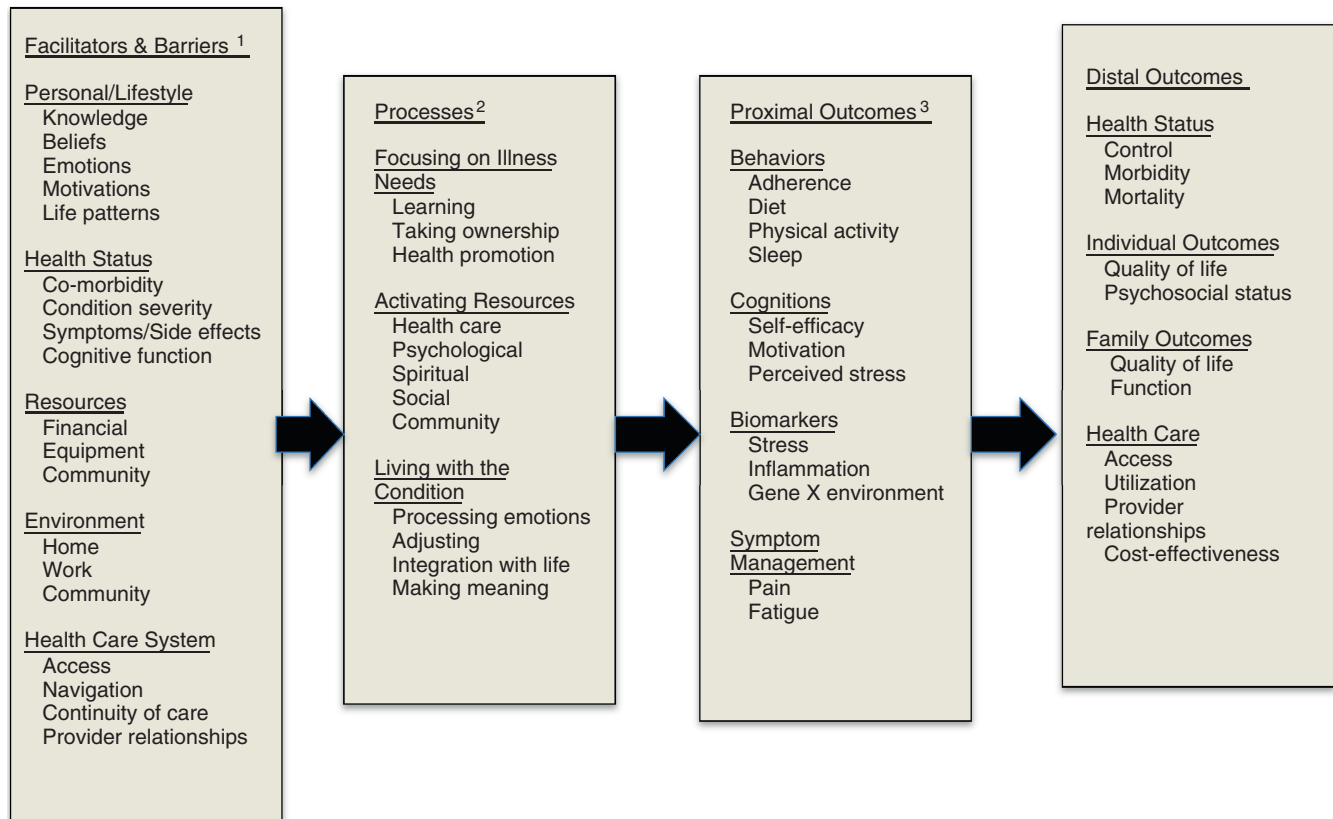 Facilitators & Barriers 1
Personal/Lifestyle
Knowledge
Beliefs
Emotions
Motivations
Life patterns
Health Status
Co-morbidity
Condition severity
Symptoms/Side effects
Cognitive function
Resources
Financial
Equipment
Community
Environment
Home
Work
Community
Health Care System
Access
Navigation
Continuity of care
Provider relationships
Processes2
Focusing on Illness
Needs
Learning
Taking ownership
Health promotion
Activating Resources
Health care
Psychological
Spiritual
Social
Community
Living with the
Condition
Processing emotions
Adjusting
Integration with life
Making meaning
Proximal Outcomes3
Behaviors
Adherence
Diet
Physical activity
Sleep
Cognitions
Self-efficacy
Motivation
Perceived stress
Biomarkers
Stress
Inflammation
Gene X environment
Symptom
Management
Pain
Fatigue
Distal Outcomes
Health Status
Control
Morbidity
Mortality
Individual Outcomes
Quality of life
Psychosocial status
Family Outcomes
Quality of life
Function
Health Care
Access
Utilization
Provider
relationships
Cost-effectiveness